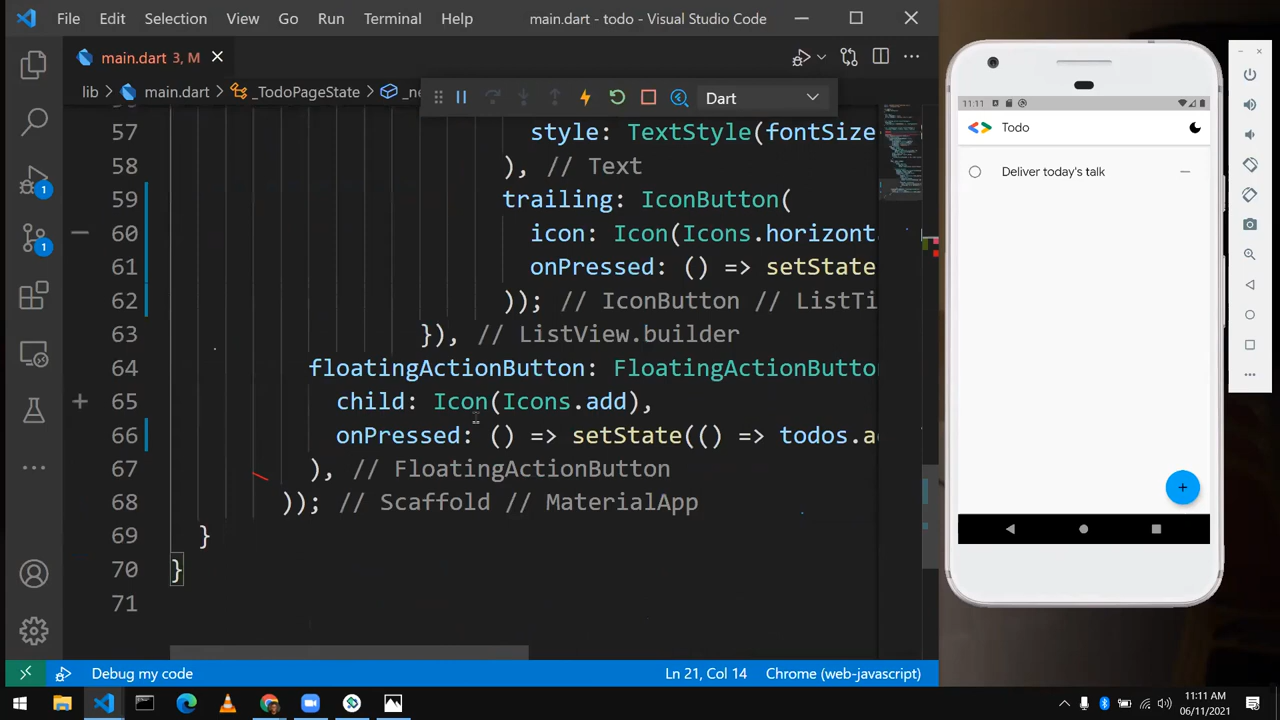 File Edit Selection View Go Run Terminal Help main.dart - todo - Visual Studio Code
main.dart 3, M
lib main.dart _TodoPageState Dart
57 style: TextStyle(fontSize
58 ), // Text
59 trailing: IconButton(
60 icon: Icon(Icons.horizonta
61 onPressed: () => setState
62 )); // IconButton // ListTi
63 }), // ListView.builder
64 floatingActionButton: FloatingActionButto
65 child: Icon(Icons.add),
66 onPressed: () => setState(() => todos.a
67 ), // FloatingActionButton
68 )); // Scaffold // MaterialApp
69 }
70 }
71
Debug my code Ln 21, Col 14 Chrome (web-javascript)
11:11 AM
06/11/2021
11:11
Todo
Deliver today's talk
1
1